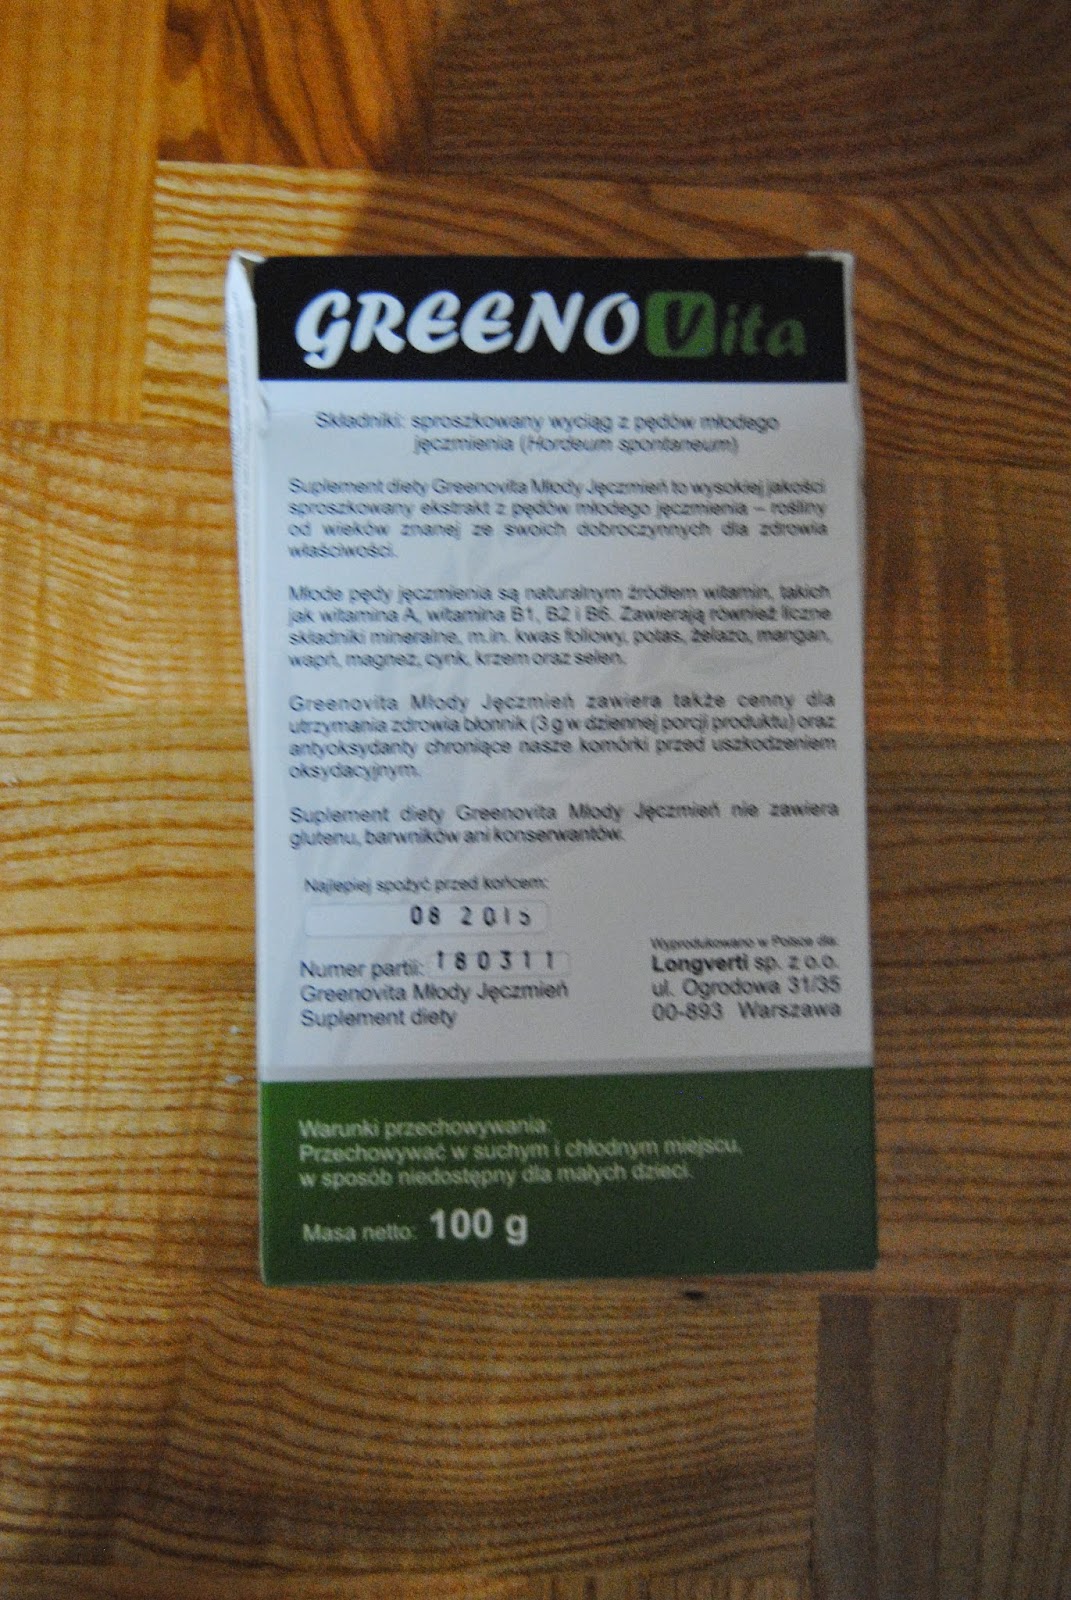 GREENOVita
Składniki: sproszkowany wyciąg z pędów młodego
jęczmienia (Hordeum spontaneum)
Suplement diety Greenovita Młody Jęczmień to wysokiej jakości
sproszkowany ekstrakt z pędów młodego jęczmienia – rośliny
od wieków znanej ze swoich dobroczynnych dla zdrowia
właściwości.
Młode pędy jęczmienia są naturalnym źródłem witamin, takich
jak witamina A, witamina B1, B2 i B6. Zawierają również liczne
składniki mineralne, m.in. kwas foliowy, potas, żelazo, mangan,
wapń, magnez, cynk, krzem oraz selen.
Greenovita Młody Jęczmień zawiera także cenny dla
utrzymania zdrowia błonnik (3 g w dziennej porcji produktu) oraz
antyoksydanty chroniące nasze komórki przed uszkodzeniem
oksydacyjnym.
Suplement diety Greenovita Młody Jęczmień nie zawiera
glutenu, barwników ani konserwantów.
Najlepiej spożyć przed końcem:
08 2015
Numer partii: 180311
Greenovita Młody Jęczmień
Suplement diety
Wyprodukowano w Polsce dla:
Longverti sp. z o.o.
ul. Ogrodowa 31/35
00-893 Warszawa
Warunki przechowywania:
Przechowywać w suchym i chłodnym miejscu,
w sposób niedostępny dla małych dzieci.
Masa netto: 100 g